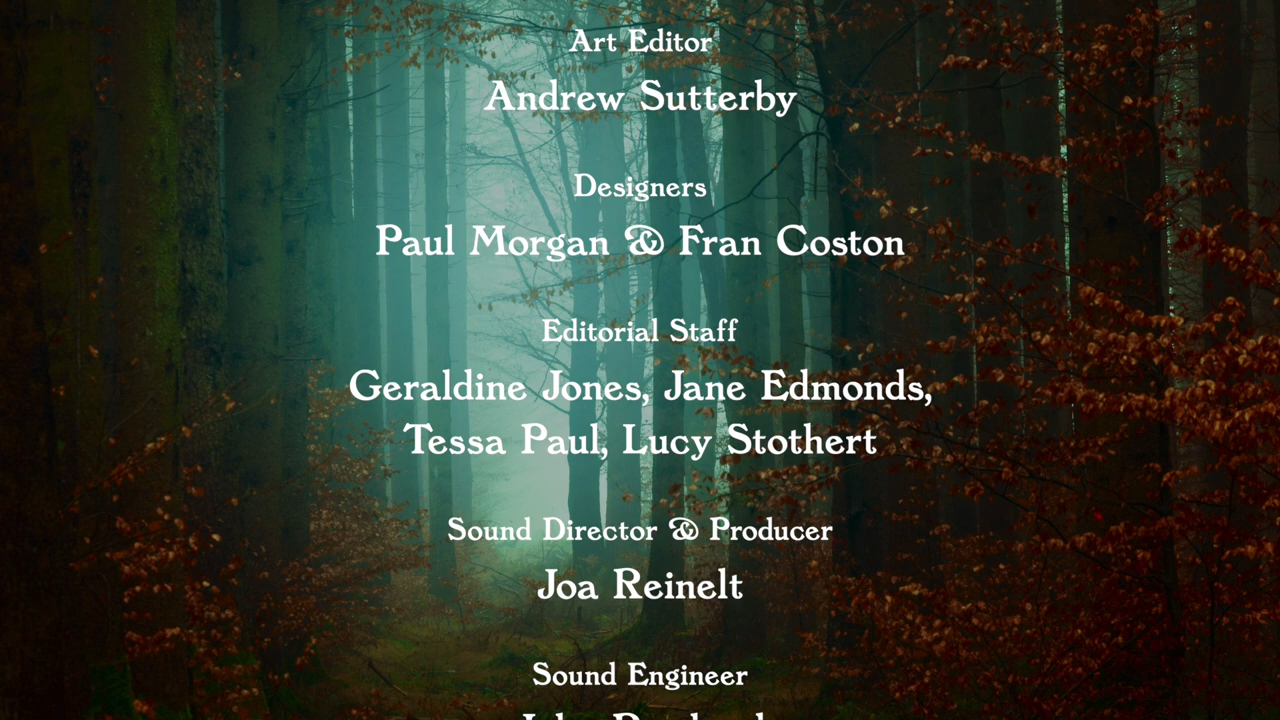 Art Editor
Andrew Sutterby
Designers
Paul Morgan & Fran Coston
Editorial Staff
Geraldine Jones, Jane Edmonds,
Tessa Paul, Lucy Stothert
Sound Director & Producer
Joa Reinelt
Sound Engineer